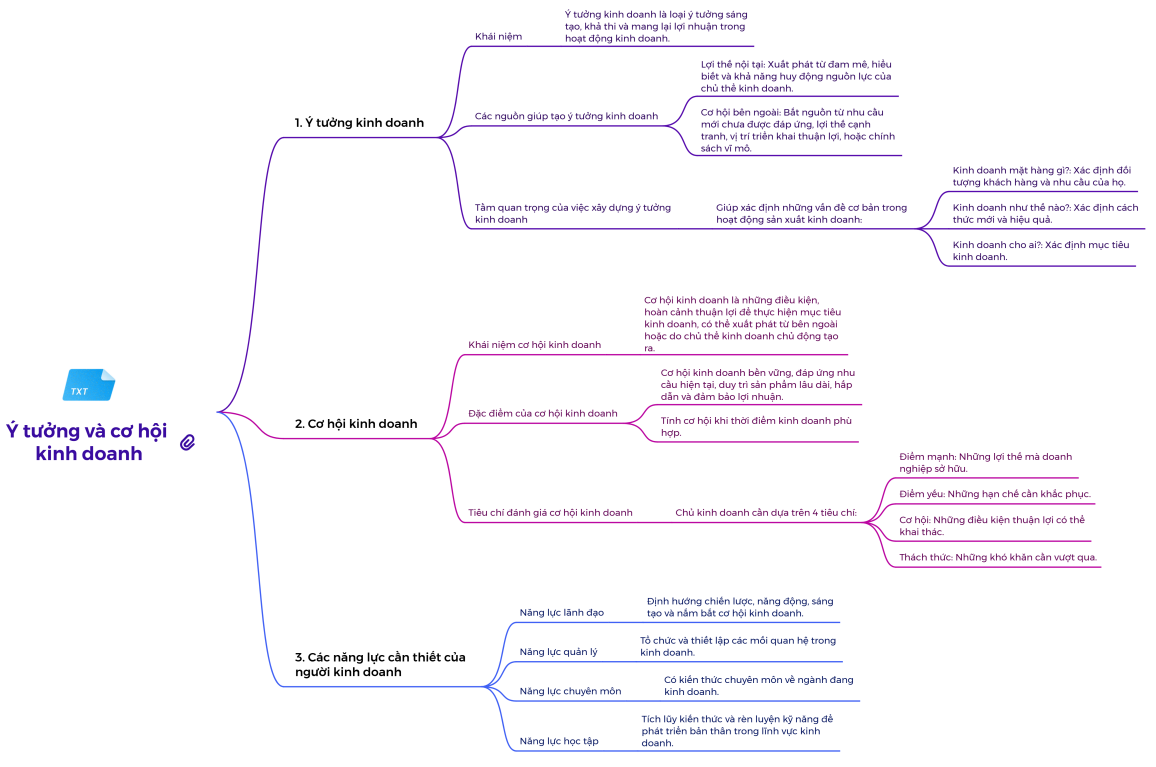 TXT
Ý tưởng và cơ hội
kinh doanh
1. Ý tưởng kinh doanh
Khái niệm
Ý tưởng kinh doanh là loại ý tưởng sáng
tạo, khả thi và mang lại lợi nhuận trong
hoạt động kinh doanh.
Các nguồn giúp tạo ý tưởng kinh doanh
Lợi thế nội tại: Xuất phát từ đam mê, hiểu
biết và khả năng huy động nguồn lực của
chủ thể kinh doanh.
Cơ hội bên ngoài: Bắt nguồn từ nhu cầu
mới chưa được đáp ứng, lợi thế cạnh
tranh, vị trí triển khai thuận lợi, hoặc chính
sách vĩ mô.
Tầm quan trọng của việc xây dựng ý tưởng
kinh doanh
Giúp xác định những vấn đề cơ bản trong
hoạt động sản xuất kinh doanh:
Kinh doanh mặt hàng gì?: Xác định đối
tượng khách hàng và nhu cầu của họ.
Kinh doanh như thế nào?: Xác định cách
thức mới và hiệu quả.
Kinh doanh cho ai?: Xác định mục tiêu
kinh doanh.
2. Cơ hội kinh doanh
Khái niệm cơ hội kinh doanh
Cơ hội kinh doanh là những điều kiện,
hoàn cảnh thuận lợi để thực hiện mục tiêu
kinh doanh, có thể xuất phát từ bên ngoài
hoặc do chủ thể kinh doanh chủ động tạo
ra.
Đặc điểm của cơ hội kinh doanh
Cơ hội kinh doanh bền vững, đáp ứng nhu
cầu hiện tại, duy trì sản phẩm lâu dài, hấp
dẫn và đảm bảo lợi nhuận.
Tính cơ hội khi thời điểm kinh doanh phù
hợp.
Tiêu chí đánh giá cơ hội kinh doanh
Chủ kinh doanh cần dựa trên 4 tiêu chí:
Điểm mạnh: Những lợi thế mà doanh
nghiệp sở hữu.
Điểm yếu: Những hạn chế cần khắc phục.
Cơ hội: Những điều kiện thuận lợi có thể
khai thác.
Thách thức: Những khó khăn cần vượt qua.
3. Các năng lực cần thiết của
người kinh doanh
Năng lực lãnh đạo
Định hướng chiến lược, năng động, sáng
tạo và nắm bắt cơ hội kinh doanh.
Năng lực quản lý
Tổ chức và thiết lập các mối quan hệ trong
kinh doanh.
Năng lực chuyên môn
Có kiến thức chuyên môn về ngành đang
kinh doanh.
Năng lực học tập
Tích lũy kiến thức và rèn luyện kỹ năng để
phát triển bản thân trong lĩnh vực kinh
doanh.